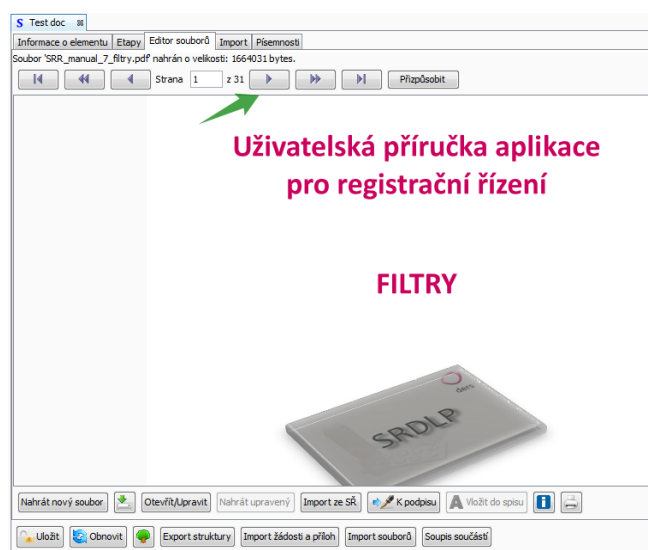 S Test doc
Informace o elementu Etapy Editor souborů Import Písemnosti
Soubor 'SRR_manual_7_filtry.pdf' nahrán o velikosti: 1664031 bytes.
Strana 1 z 31 Přizpůsobit
Uživatelská příručka aplikace
pro registrační řízení
FILTRY
ders
SRDLP
Nahrát nový soubor Otevřít/Upravit Nahrát upravený Import ze SŘ K podpisu A Vložit do spisu i
Uložit Obnovit Export struktury Import žádosti a příloh Import souborů Soupis součástí